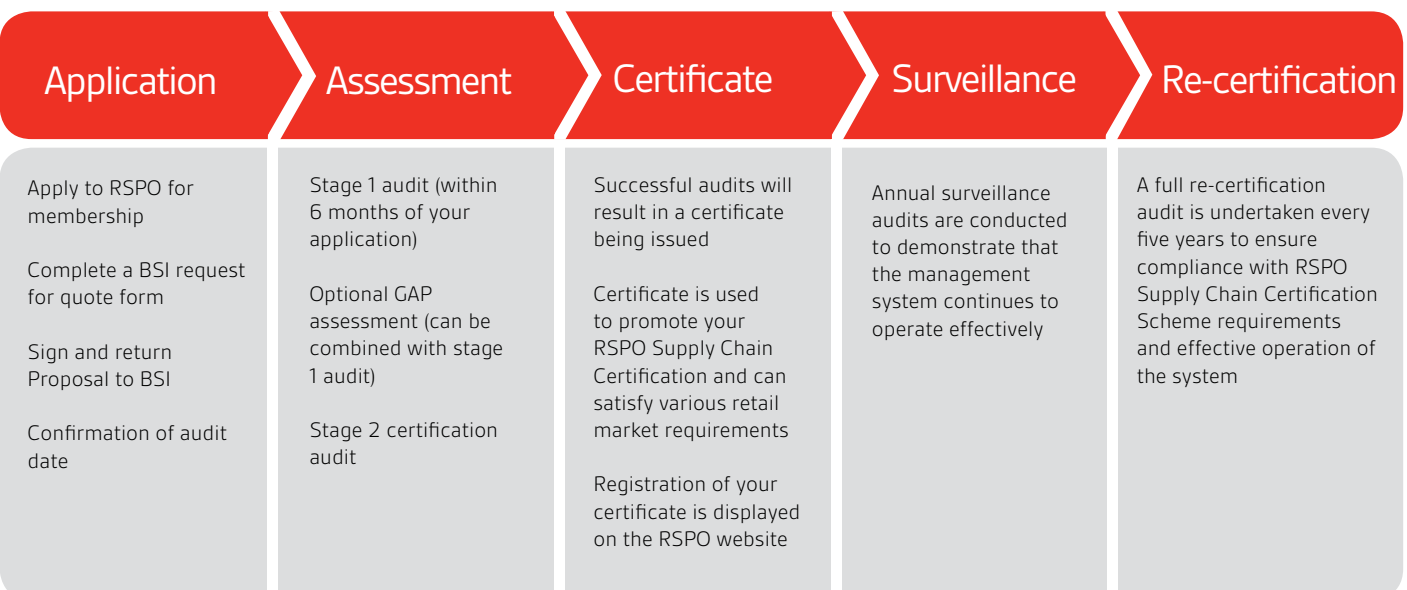 Application
Assessment
Certificate
Surveillance
Re-certification
Apply to RSPO for
membership
Complete a BSI request
for quote form
Sign and return
Proposal to BSI
Confirmation of audit
date
Stage 1 audit (within
6 months of your
application)
Optional GAP
assessment (can be
combined with stage
1 audit)
Stage 2 certification
audit
Successful audits will
result in a certificate
being issued
Certificate is used
to promote your
RSPO Supply Chain
Certification and can
satisfy various retail
market requirements
Registration of your
certificate is displayed
on the RSPO website
Annual surveillance
audits are conducted
to demonstrate that
the management
system continues to
operate effectively
A full re-certification
audit is undertaken every
five years to ensure
compliance with RSPO
Supply Chain Certification
Scheme requirements
and effective operation of
the system